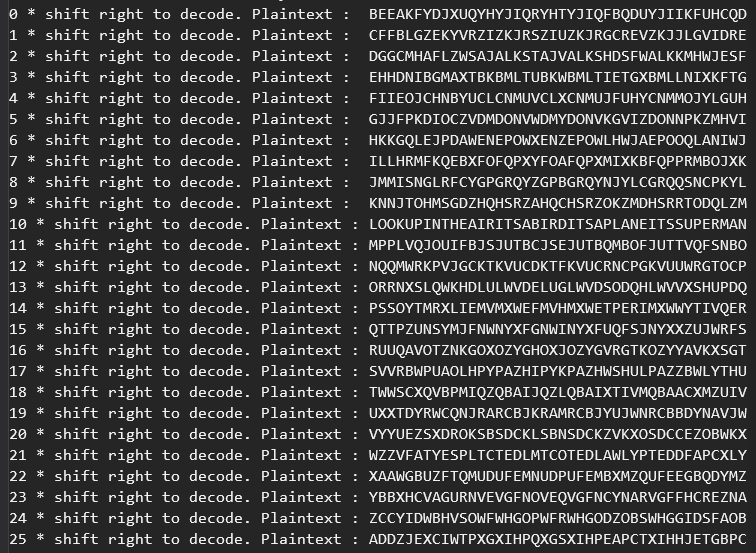 0 * shift right to decode. Plaintext :  BEEAKFYDJXUQYHYJIQRYHTYJIQFBQDUYJIIKFUHCQD
1 * shift right to decode. Plaintext :  CFFBLGZEKYVRZIZKJRSZIUZKJRGCREVZKJJLGVIDRE
2 * shift right to decode. Plaintext :  DGGCMHAFLZWSAJALKSTAJVALKSHDSFWALKKMHWJESF
3 * shift right to decode. Plaintext :  EHHDNIBGMAXTBKBMLTUBKWBMLTIETGXBMLLNIXKFTG
4 * shift right to decode. Plaintext :  FIIEOJCHNBYUCLCNMUVCLXCNMUJFUHYCNMMOJYLGUH
5 * shift right to decode. Plaintext :  GJJFPKDIOCZVDMDONVWDMYDONVKGVIZDONNPKZMHVI
6 * shift right to decode. Plaintext :  HKKGQLEJPDAWENEPOWXENZEPOWLHWJAEPOOQLANIWJ
7 * shift right to decode. Plaintext :  ILLHRMFKQEBXFOFQPXYFOAFQPXMIXKBFQPPRMBOJXK
8 * shift right to decode. Plaintext :  JMMISNGLRFCYGPGRQYZGPBGRQYNJYLCGRQQSNCPKYL
9 * shift right to decode. Plaintext :  KNNJTOHMSGDZHQHSRZAHQCHSRZOKZMDHSRRTODQLZM
10 * shift right to decode. Plaintext : LOOKUPINTHEAIRITSABIRDITSAPLANEITSSUPERMAN
11 * shift right to decode. Plaintext : MPPLVQJOUIFBJSJUTBCJSEJUTBQMBOFJUTTVQFSNBO
12 * shift right to decode. Plaintext : NQQMWRKPVJGCKTKVUCDKTFKVUCRNCPGKVUUWRGTOCP
13 * shift right to decode. Plaintext : ORRNXSLQWKHDLULWVDELUGLWVDSODQHLWVVXSHUPDQ
14 * shift right to decode. Plaintext : PSSOYTMRXLIEMVMXWEFMVHMXWETPERIMXWWYTIVQER
15 * shift right to decode. Plaintext : QTTPZUNSYMJFNWNYXFGNWINYXFUQFSJNYXXZUJWRFS
16 * shift right to decode. Plaintext : RUUQAVOTZNKGOXOZYGHOXJOZYGVRGTKOZYYAVKXSGT
17 * shift right to decode. Plaintext : SVVRBWPUAOLHPYPAZHIPYKPAZHWSHULPAZZBWLYTHU
18 * shift right to decode. Plaintext : TWWSCXQVBPMIQZQBAIJQZLQBAIXTIVMQBAACXMZUIV
19 * shift right to decode. Plaintext : UXXTDYRWCQNJRARCBJKRAMRCBJYUJWNRCBBDYNAVJW
20 * shift right to decode. Plaintext : VYYUEZSXDROKSBSDCKLSBNSDCKZVKXOSDCCEZOBWKX
21 * shift right to decode. Plaintext : WZZVFATYESPLTCTEDLMTCOTEDLAWLYPTEDDFAPCXLY
22 * shift right to decode. Plaintext : XAAWGBUZFTQMUDUFEMNUDPUFEMBXMZQUFEEGBQDYMZ
23 * shift right to decode. Plaintext : YBBXHCVAGURNVEVGFNOVEQVGFNCYNARVGFFHCREZNA
24 * shift right to decode. Plaintext : ZCCYIDWBHVSOWFWHGOPWFRWHGODZOBSWHGGIDSFAOB
25 * shift right to decode. Plaintext : ADDZJEXCIWTPXGXIHPQXGSXIHPEAPCTXIHHJETGBPC